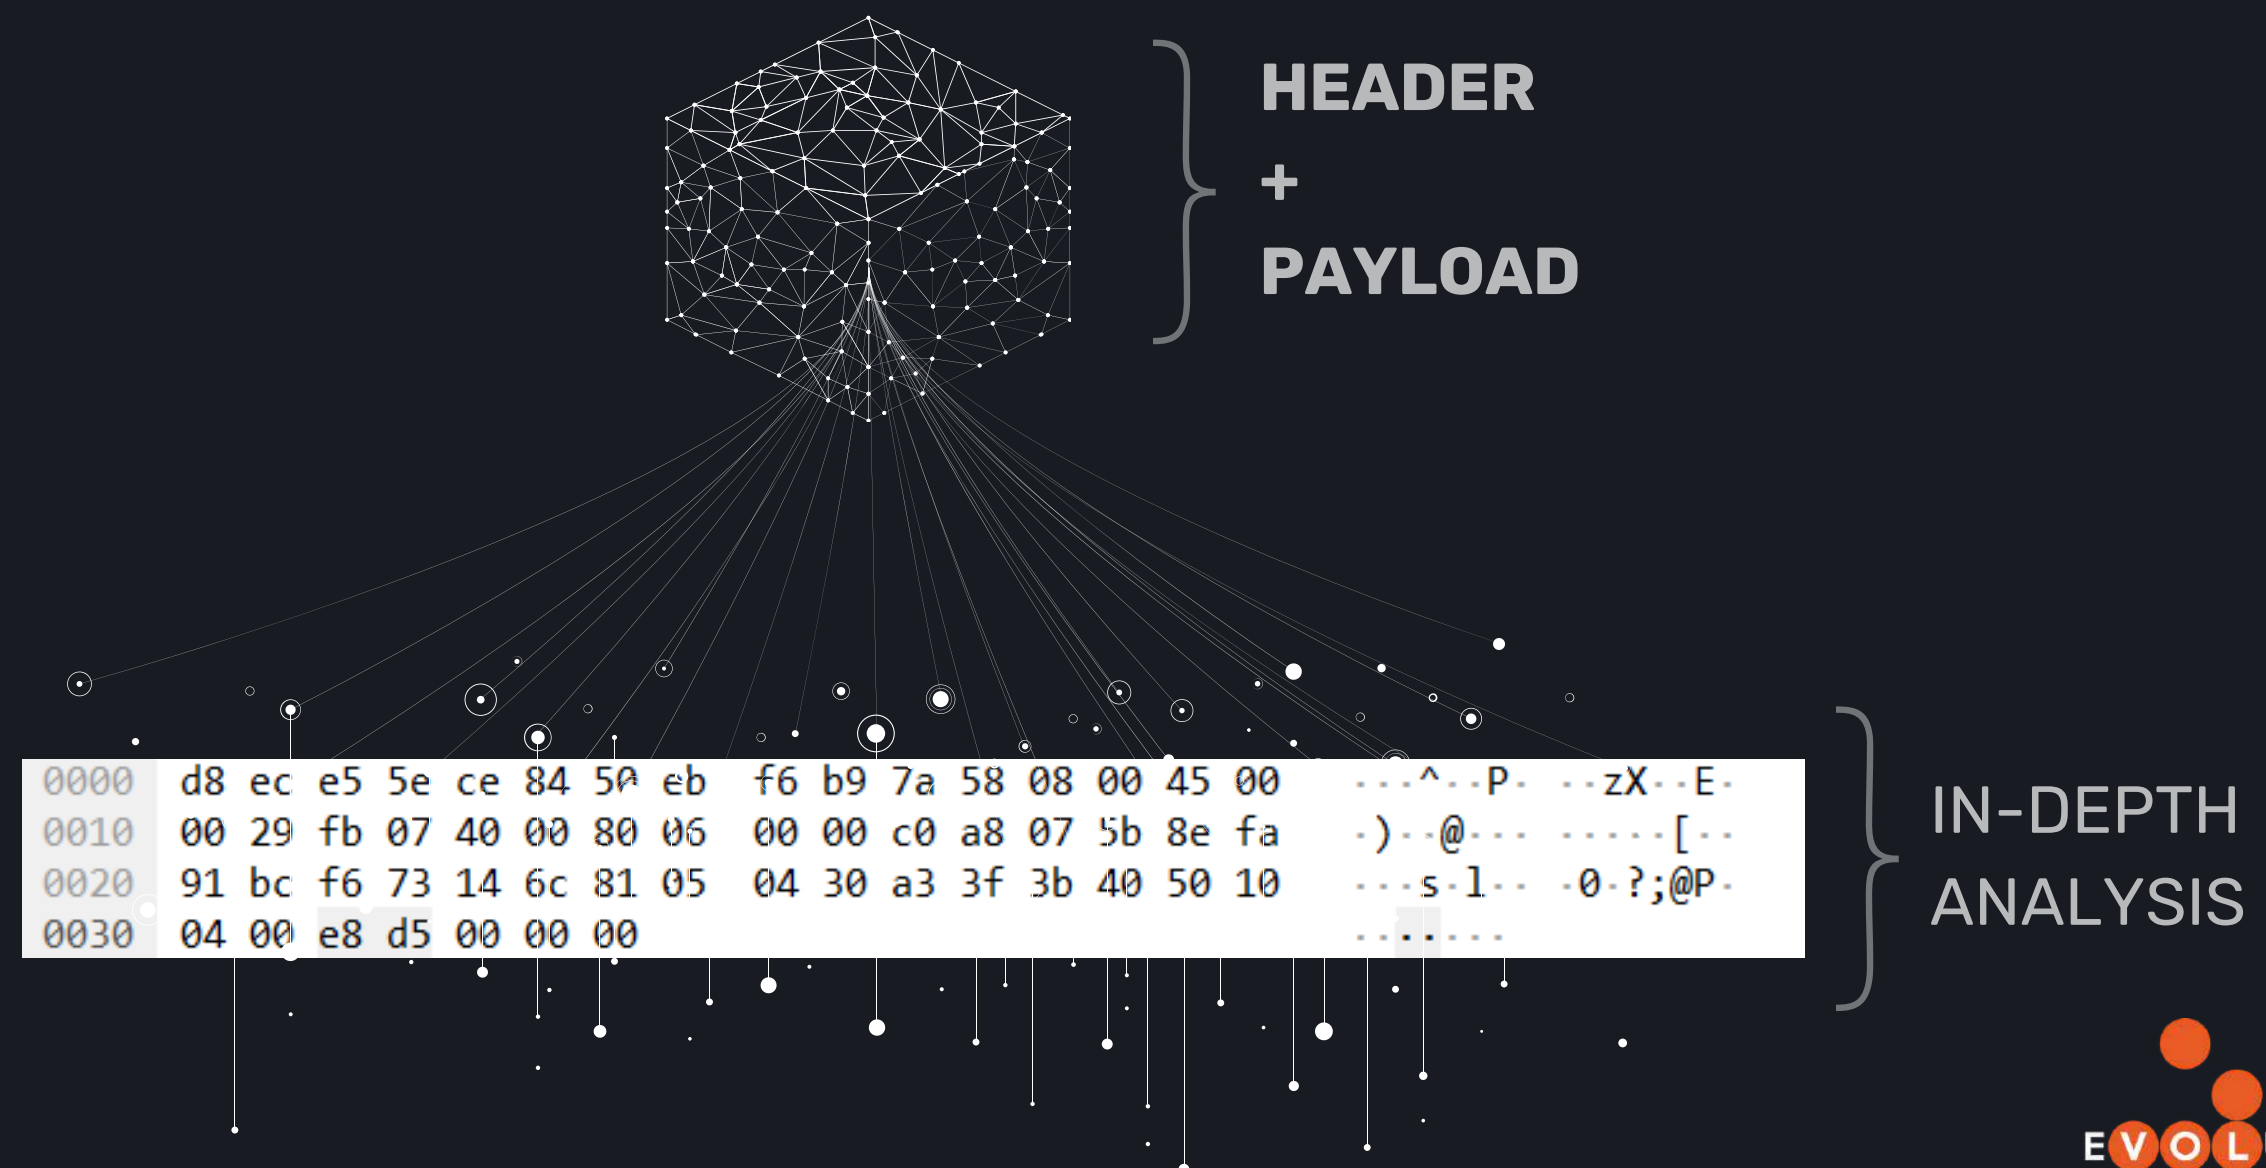 HEADER
+
PAYLOAD
0000 d8 ec e5 5e ce 84 50 eb f6 b9 7a 58 08 00 45 00 ···^··P· ··zX··E·
0010 00 29 fb 07 40 00 80 06 00 00 c0 a8 07 5b 8e fa ·)··@··· ·····[··
0020 91 bc f6 73 14 6c 81 05 04 30 a3 3f 3b 40 50 10 ···s·l·· ·0·?;@P·
0030 04 00 e8 d5 00 00 00 ·······
IN-DEPTH
ANALYSIS
EVOL